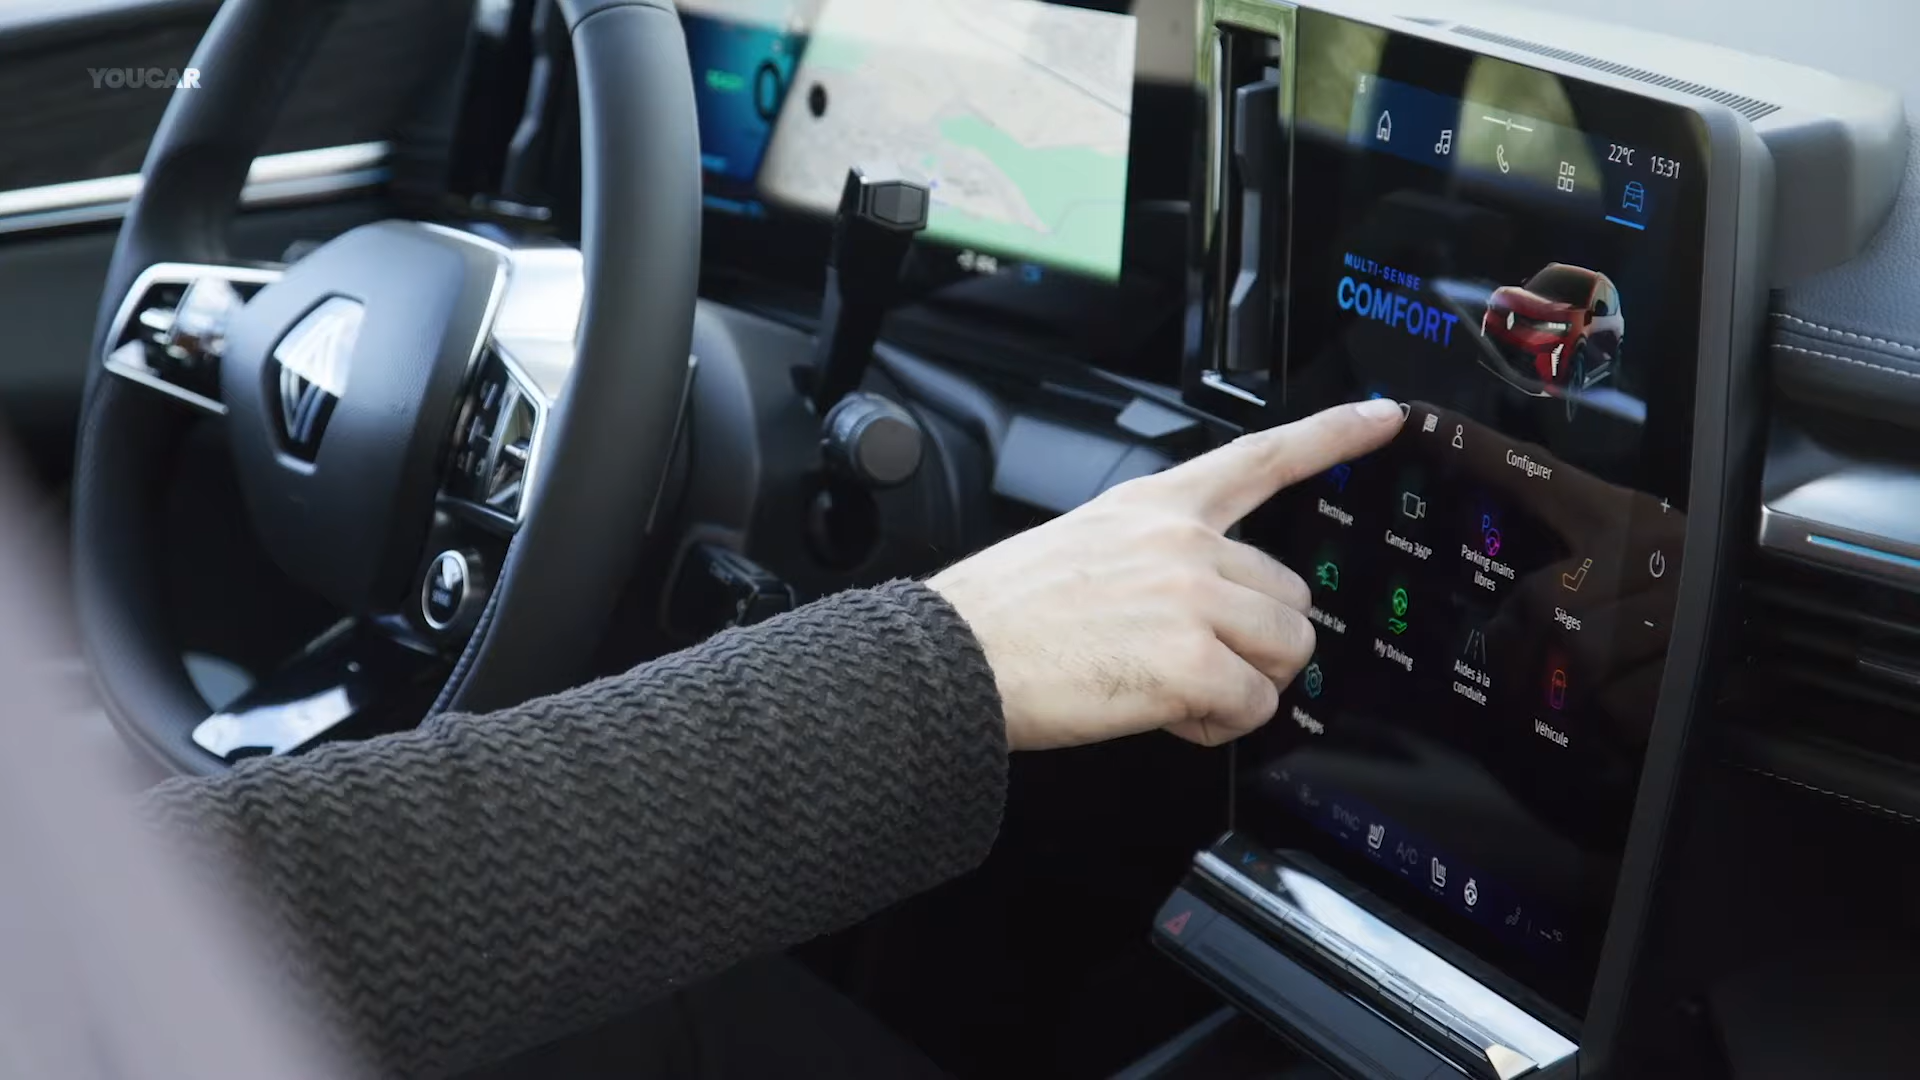 YOUCAR
22°C 15:31
MULTI-SENSE
COMFORT
Configurer
Electrique
Caméra 360°
Parking mains
libres
Sièges
My Driving
Aides à la
conduite
Véhicule
Réglages
SYNC
A/C